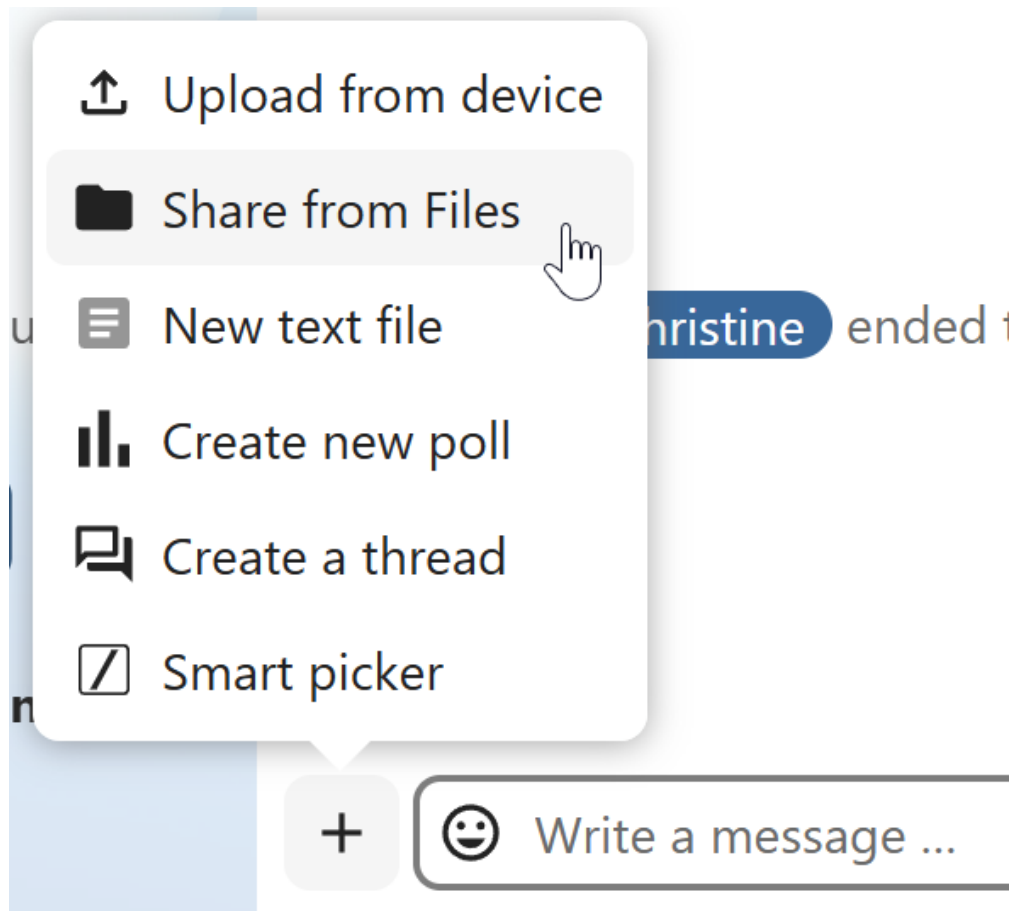 Upload from device
Share from Files
New text file
hristine ended
Create new poll
Create a thread
Smart picker
Write a message ...